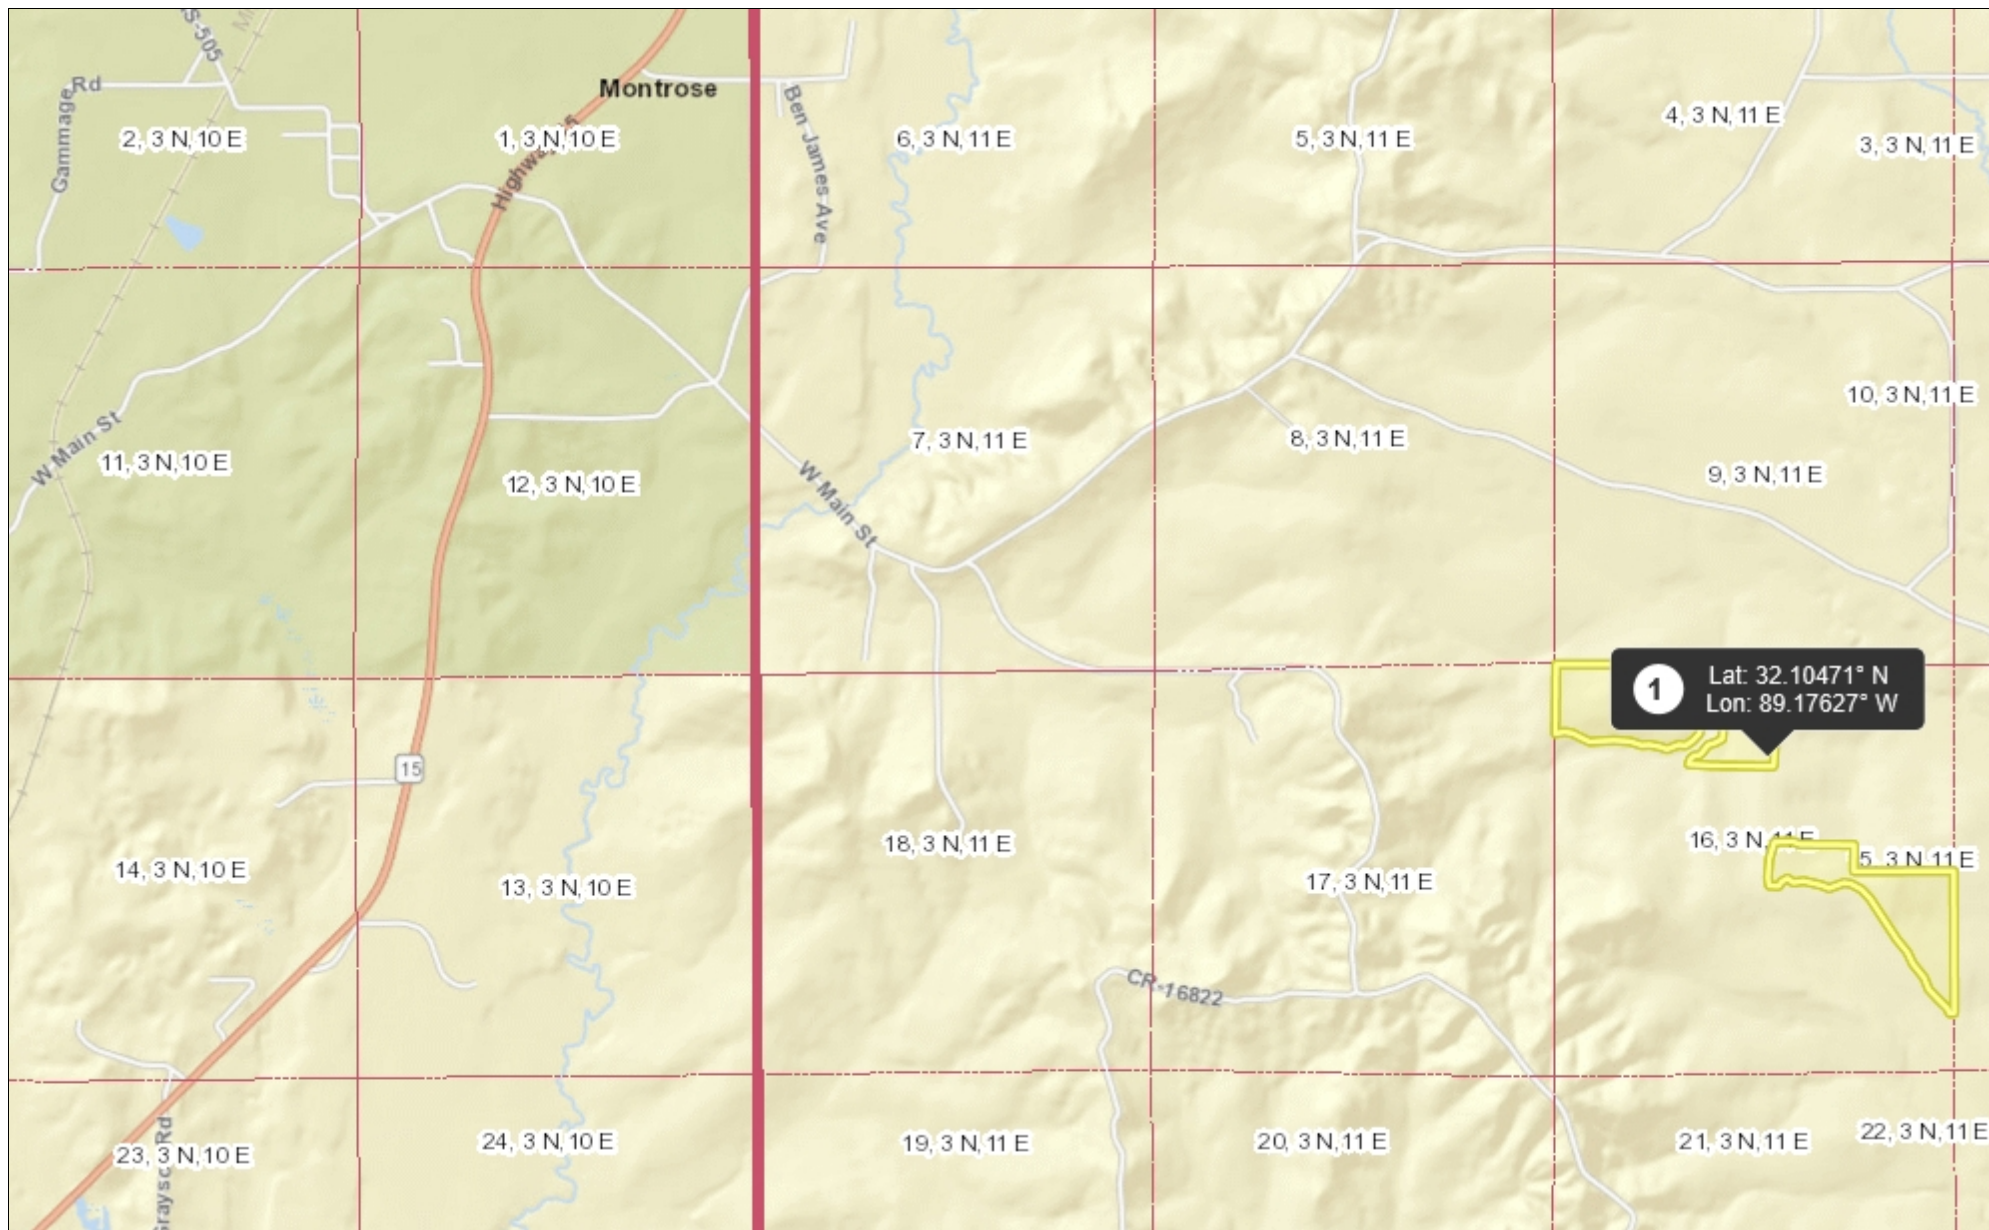 S-505
Rd
Gammage
Montrose
2, 3 N, 10 E
1, 3 N, 10 E
Ben James Ave
6, 3 N, 11 E
5, 3 N, 11 E
4, 3 N, 11 E
3, 3 N, 11 E
W Main St
11, 3 N, 10 E
12, 3 N, 10 E
7, 3 N, 11 E
W Main St
8, 3 N, 11 E
9, 3 N, 11 E
10, 3 N, 11 E
1
Lat: 32.10471° N
Lon: 89.17627° W
15
14, 3 N, 10 E
13, 3 N, 10 E
18, 3 N, 11 E
17, 3 N, 11 E
16, 3 N, 11 E
5, 3 N, 11 E
CR-16822
23, 3 N, 10 E
24, 3 N, 10 E
19, 3 N, 11 E
20, 3 N, 11 E
21, 3 N, 11 E
22, 3 N, 11 E